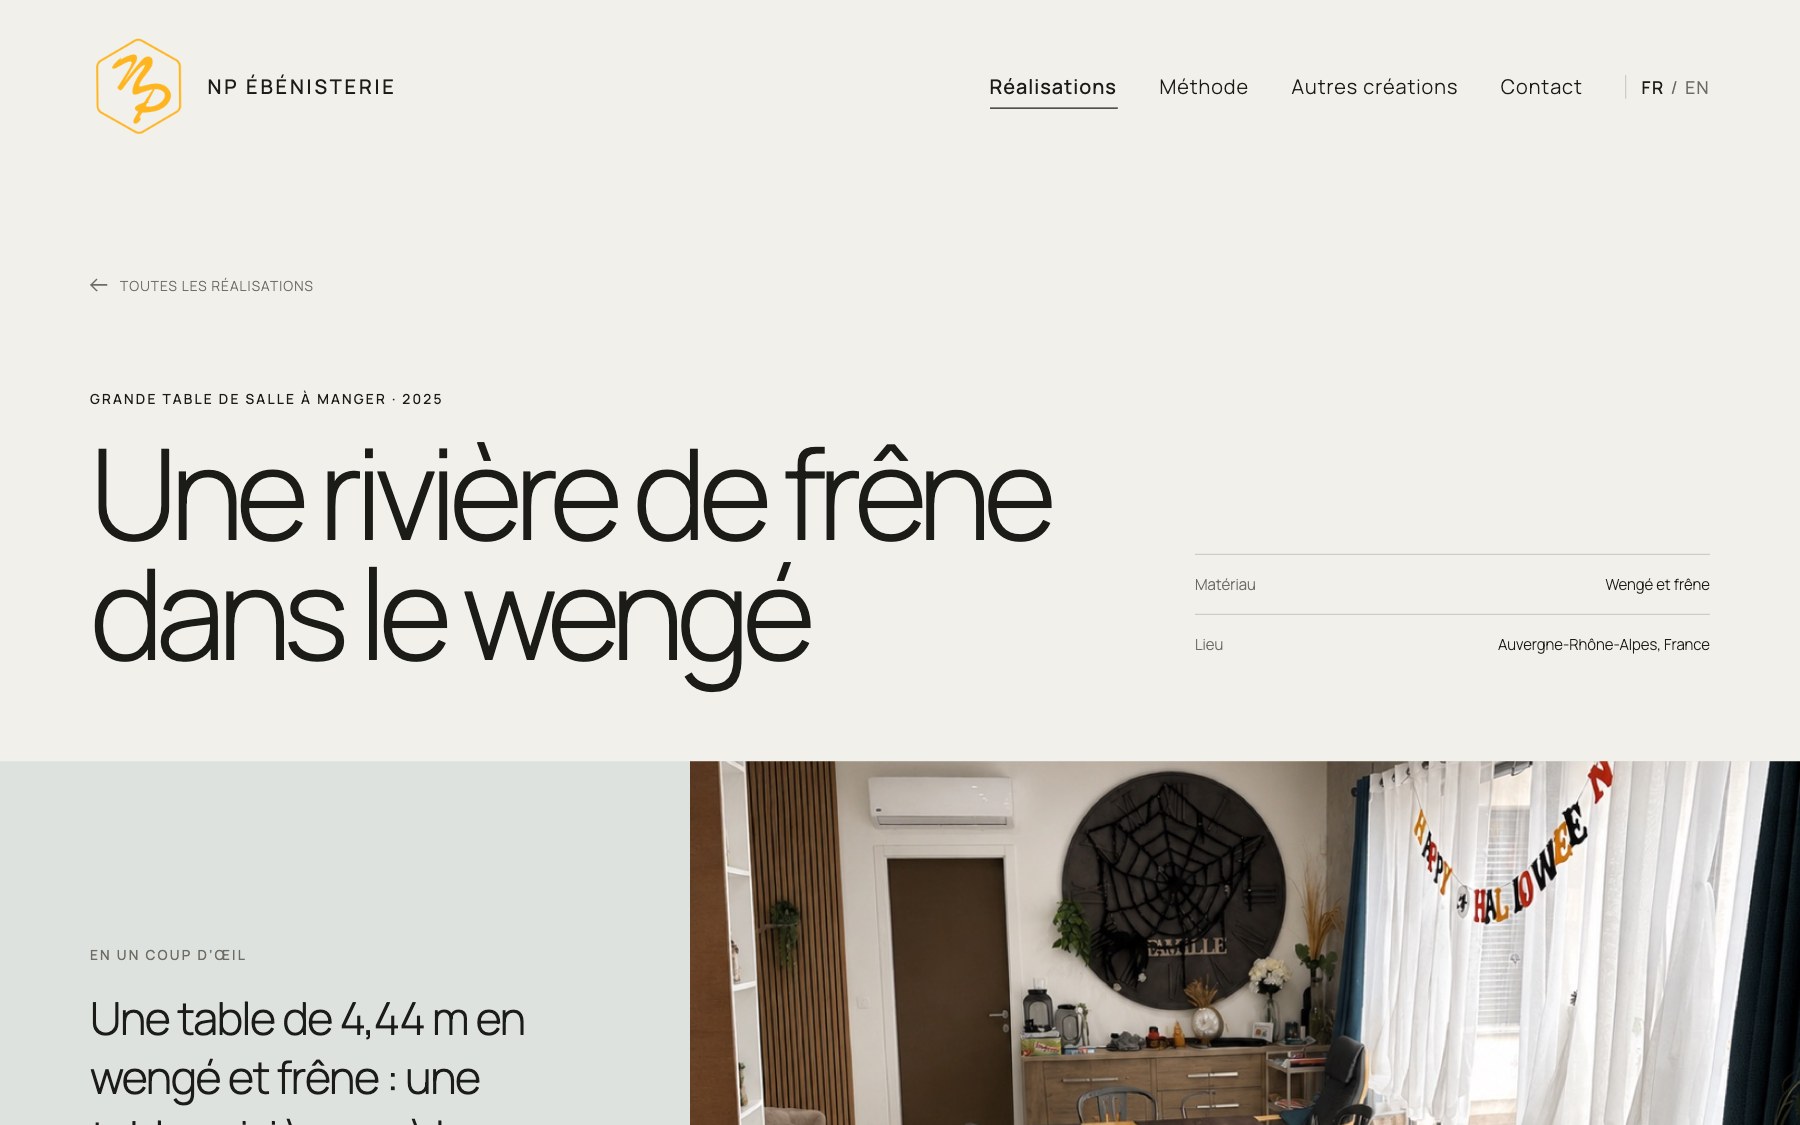 NP
NP ÉBÉNISTERIE
Réalisations
Méthode
Autres créations
Contact
FR / EN
← TOUTES LES RÉALISATIONS
GRANDE TABLE DE SALLE À MANGER · 2025
Une rivière de frêne
dans le wengé
Matériau
Wengé et frêne
Lieu
Auvergne-Rhône-Alpes, France
EN UN COUP D'ŒIL
Une table de 4,44 m en
wengé et frêne : une
HAPPY HALLOWEEN
FAMILLE